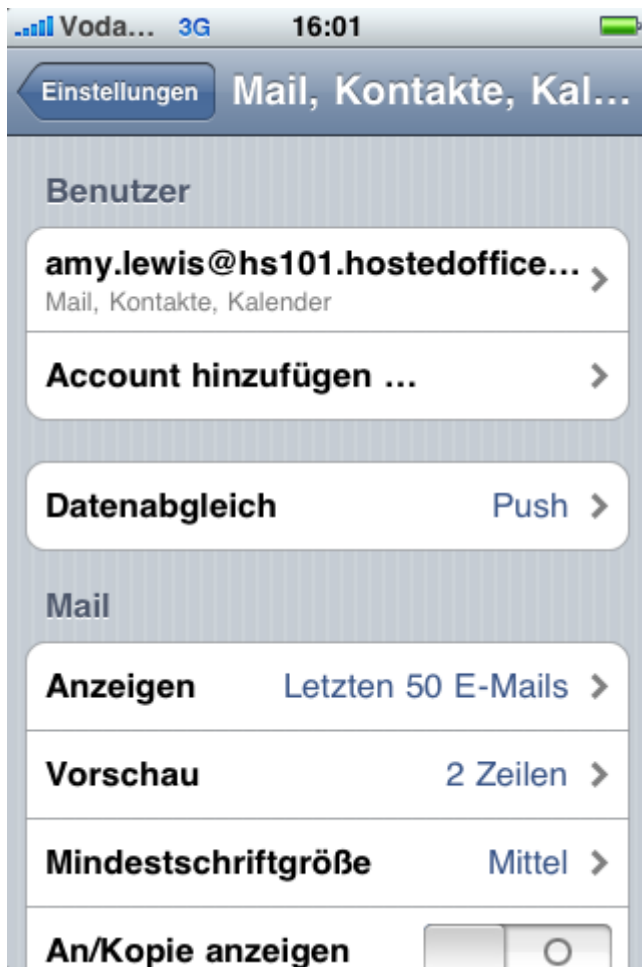 Voda... 3G 16:01
Einstellungen Mail, Kontakte, Kal...
Benutzer
amy.lewis@hs101.hostedoffice...
Mail, Kontakte, Kalender
Account hinzufügen ...
Datenabgleich Push
Mail
Anzeigen Letzten 50 E-Mails
Vorschau 2 Zeilen
Mindestschriftgröße Mittel
An/Kopie anzeigen